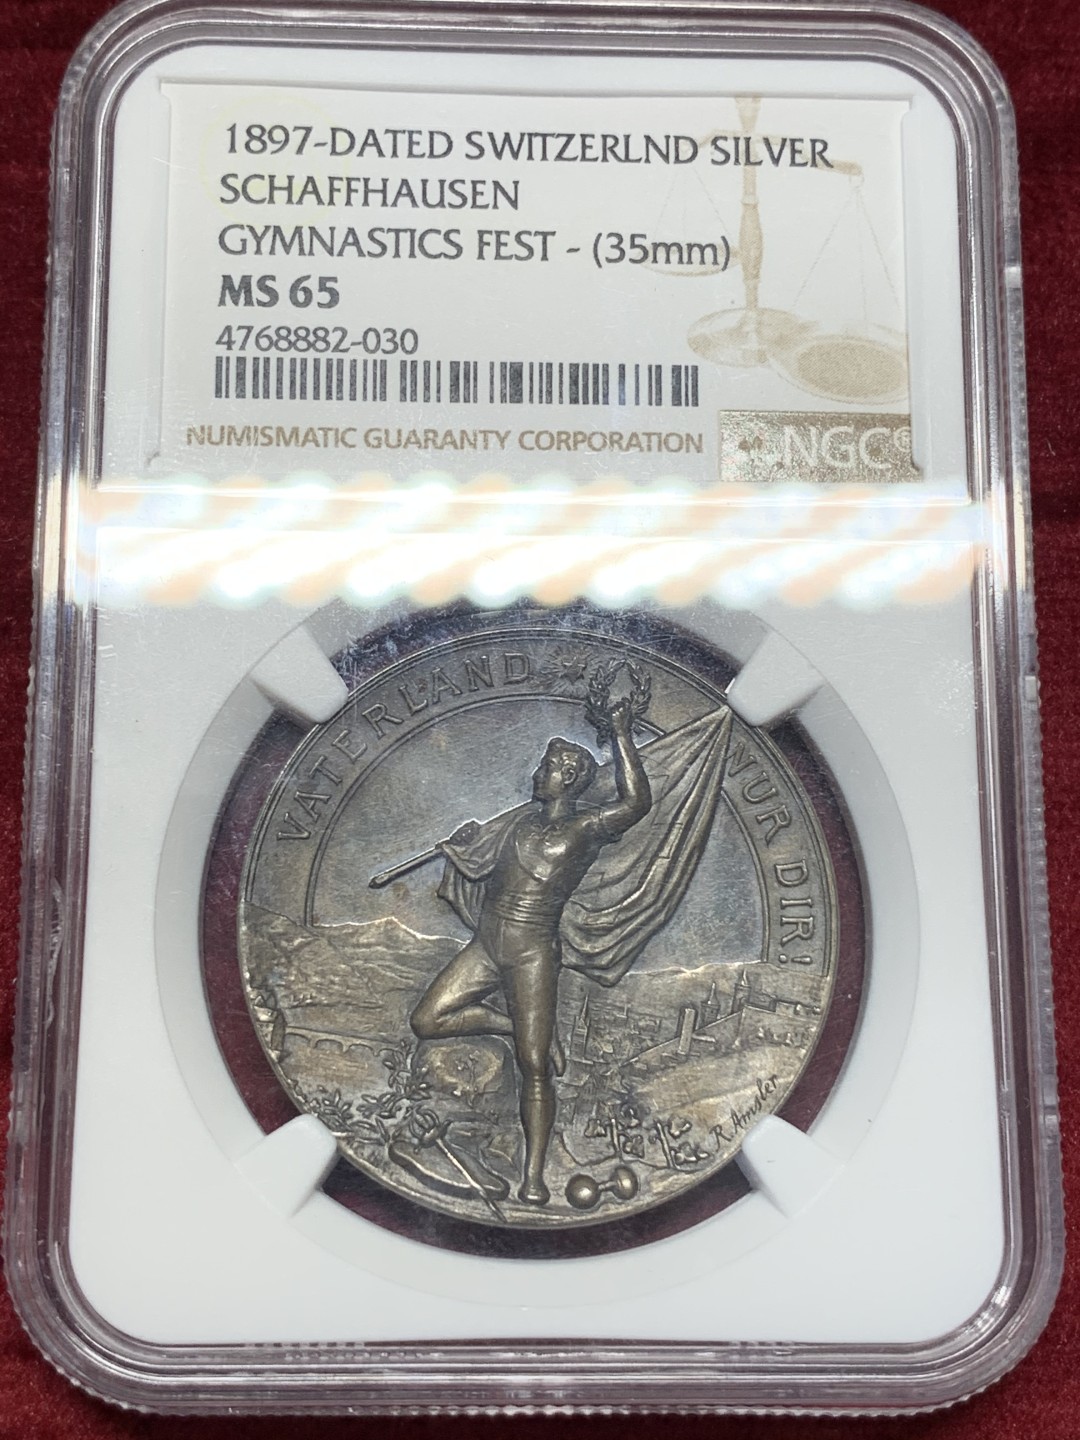 1897-DATED SWITZERLND SILVER
SCHAFFHAUSEN
GYMNASTICS FEST - (35mm)
MS 65
4768882-030
NUMISMATIC GUARANTY CORPORATION
NGC®
VATERLAND NUR DIR!
R. Amsler